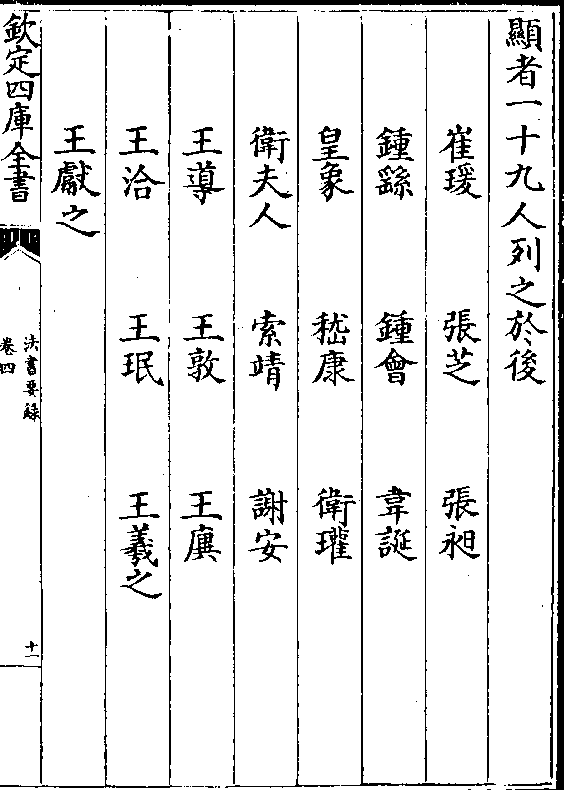 顯者一十九人列之於後
崔瑗 張芝 張昶
鍾繇 鍾會 韋誕
皇象 嵇康 衛瓘
衛夫人 索靖 謝安
王導 王敦 王廙
王洽 王珉 王羲之
王獻之
欽定四庫全書
法書要錄
卷四
十一